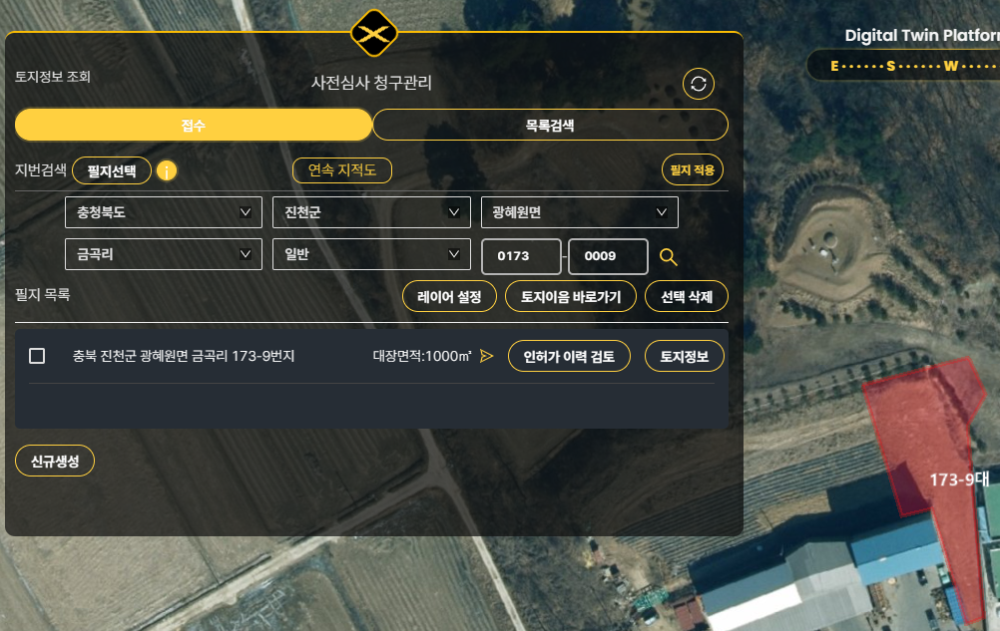 Digital Twin Platfor
E · · · · · · S · · · · · · W · · · · ·
토지정보 조회
사전심사 청구관리
접수
목록검색
지번검색 필지선택 i 연속 지적도 필지 적용
충청북도 진천군 광혜원면
금곡리 일반 0173 - 0009
필지 목록 레이어 설정 토지이음 바로가기 선택 삭제
충북 진천군 광혜원면 금곡리 173-9번지 대장면적:1000㎡ 인허가 이력 검토 토지정보
신규생성
173-9대